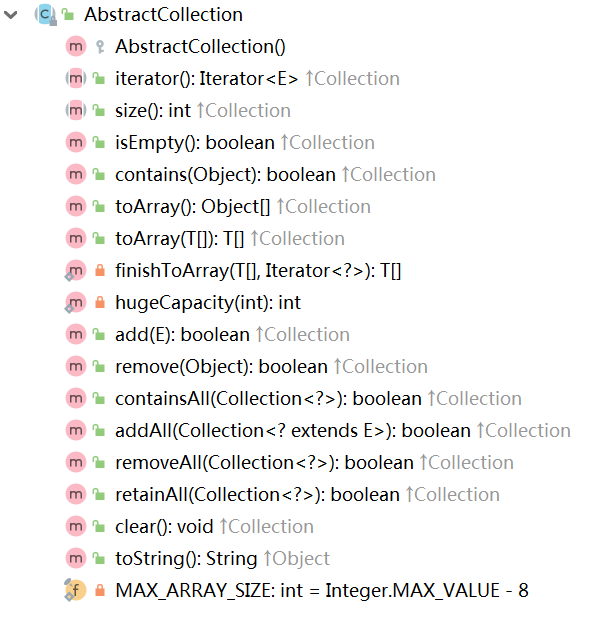 AbstractCollection
AbstractCollection()
iterator(): Iterator<E> ↑Collection
size(): int ↑Collection
isEmpty(): boolean ↑Collection
contains(Object): boolean ↑Collection
toArray(): Object[] ↑Collection
toArray(T[]): T[] ↑Collection
finishToArray(T[], Iterator<?>): T[]
hugeCapacity(int): int
add(E): boolean ↑Collection
remove(Object): boolean ↑Collection
containsAll(Collection<?>): boolean ↑Collection
addAll(Collection<? extends E>): boolean ↑Collection
removeAll(Collection<?>): boolean ↑Collection
retainAll(Collection<?>): boolean ↑Collection
clear(): void ↑Collection
toString(): String ↑Object
MAX_ARRAY_SIZE: int = Integer.MAX_VALUE - 8